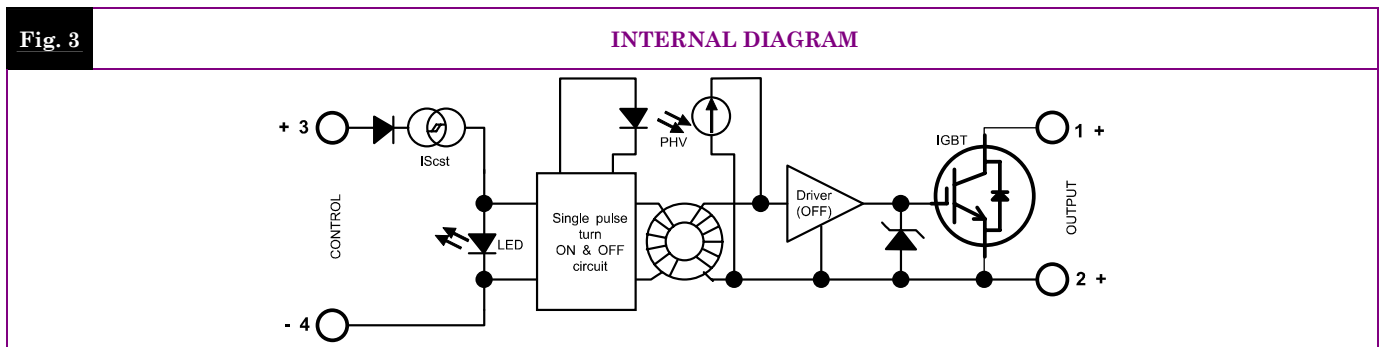 Fig. 3
INTERNAL DIAGRAM
+ 3
IScst
PHV
IGBT
1 +
CONTROL
LED
Single pulse
turn
ON & OFF
circuit
Driver
(OFF)
OUTPUT
2 +
- 4